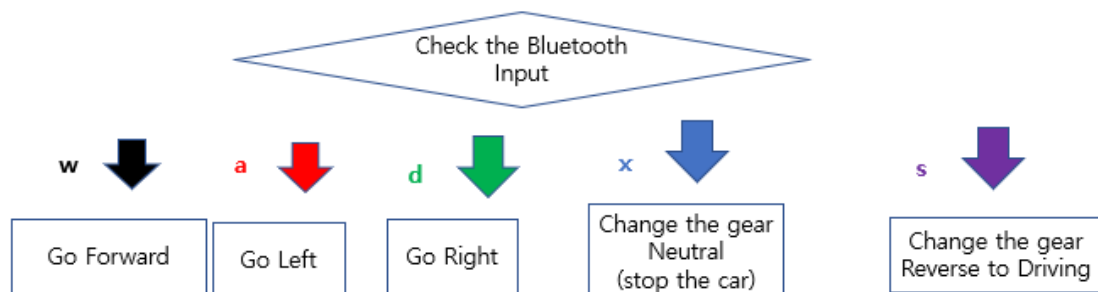 Check the Bluetooth
Input
w
a
d
x
s
Go Forward
Go Left
Go Right
Change the gear
Neutral
(stop the car)
Change the gear
Reverse to Driving